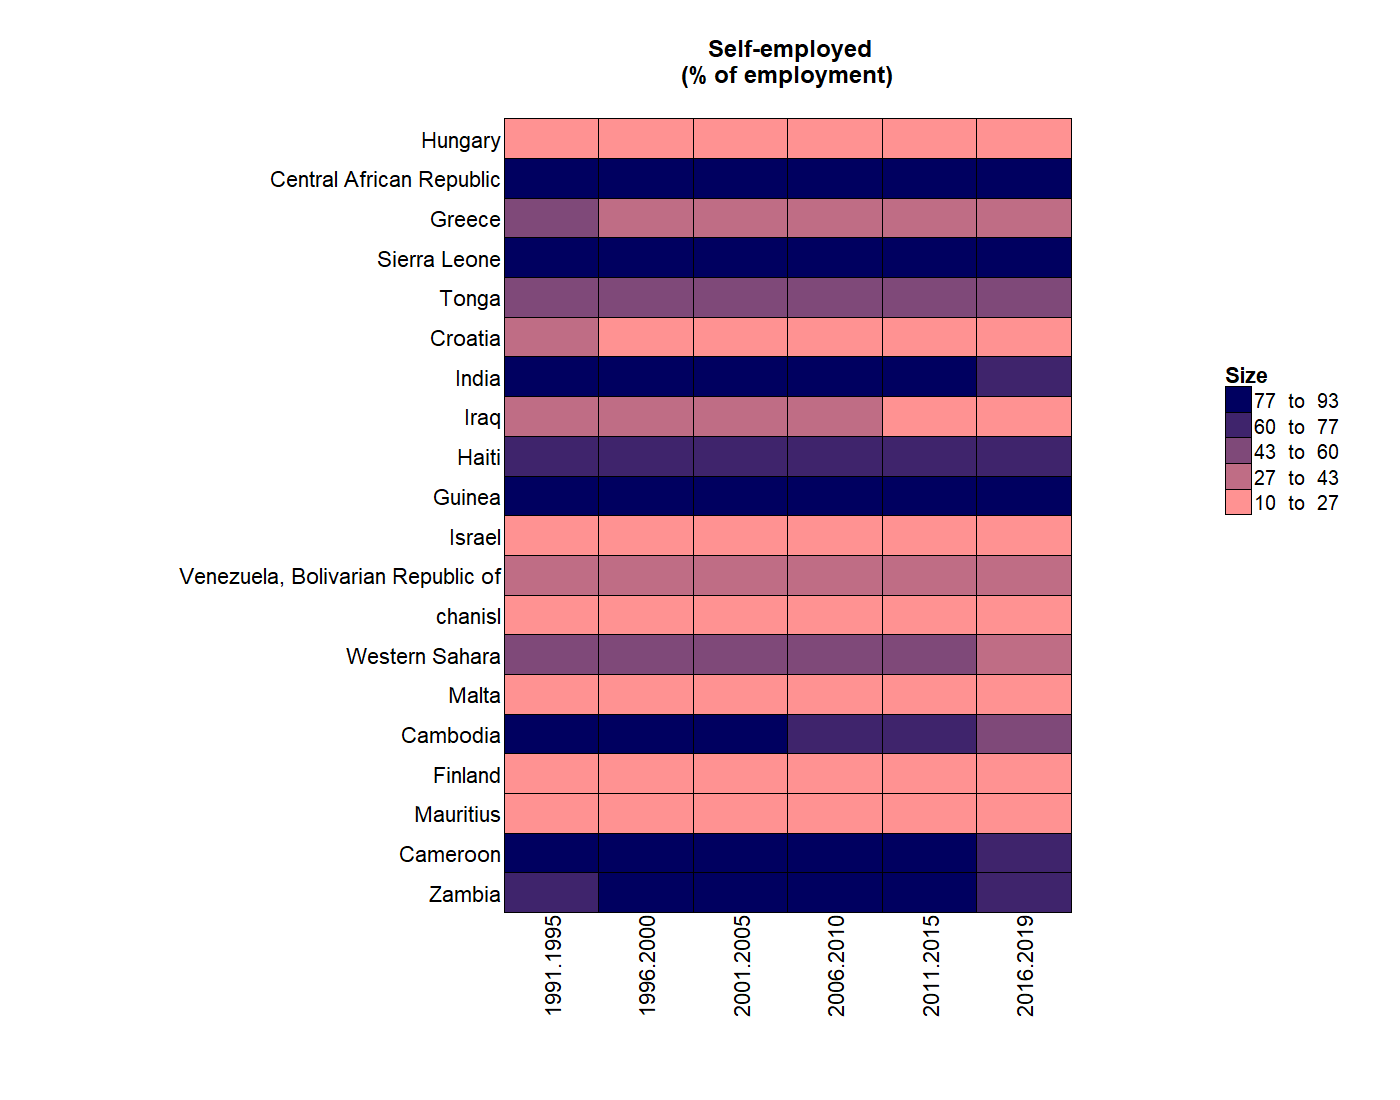 Self-employed
(% of employment)
Hungary
Central African Republic
Greece
Sierra Leone
Tonga
Croatia
India
Iraq
Haiti
Guinea
Israel
Venezuela, Bolivarian Republic of
chanisl
Western Sahara
Malta
Cambodia
Finland
Mauritius
Cameroon
Zambia
1991.1995
1996.2000
2001.2005
2006.2010
2011.2015
2016.2019
Size
77 to 93
60 to 77
43 to 60
27 to 43
10 to 27